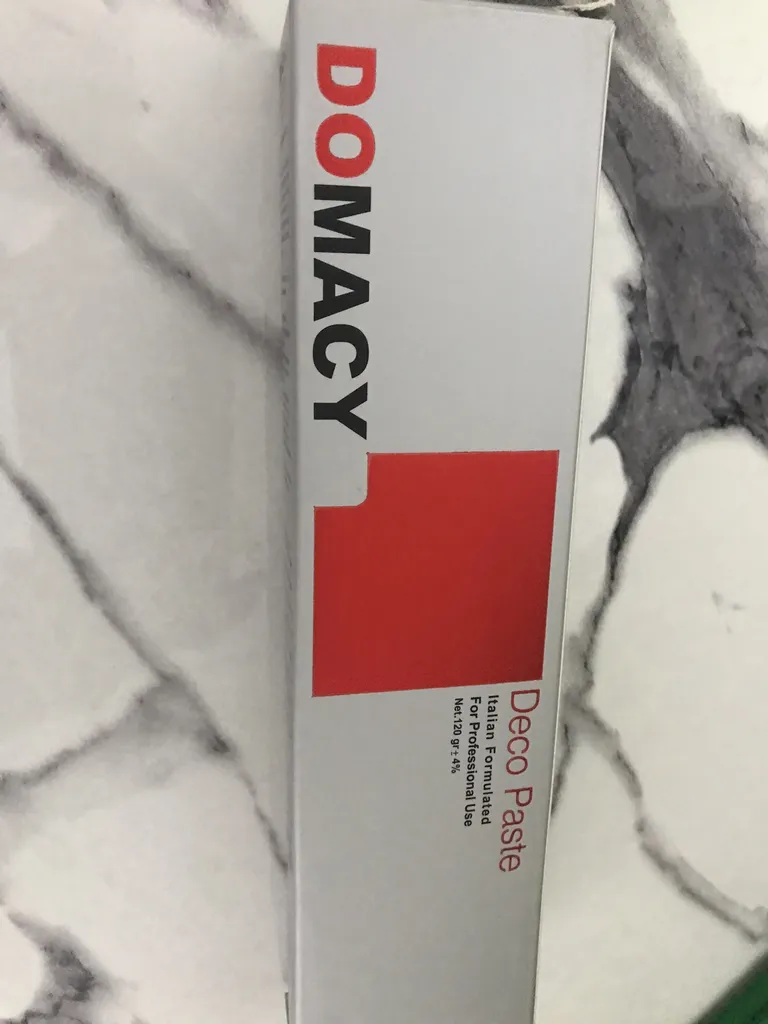 DOMACY
Deco Paste
Italian Formulated
For Professional Use
Net.120 gr± 4%